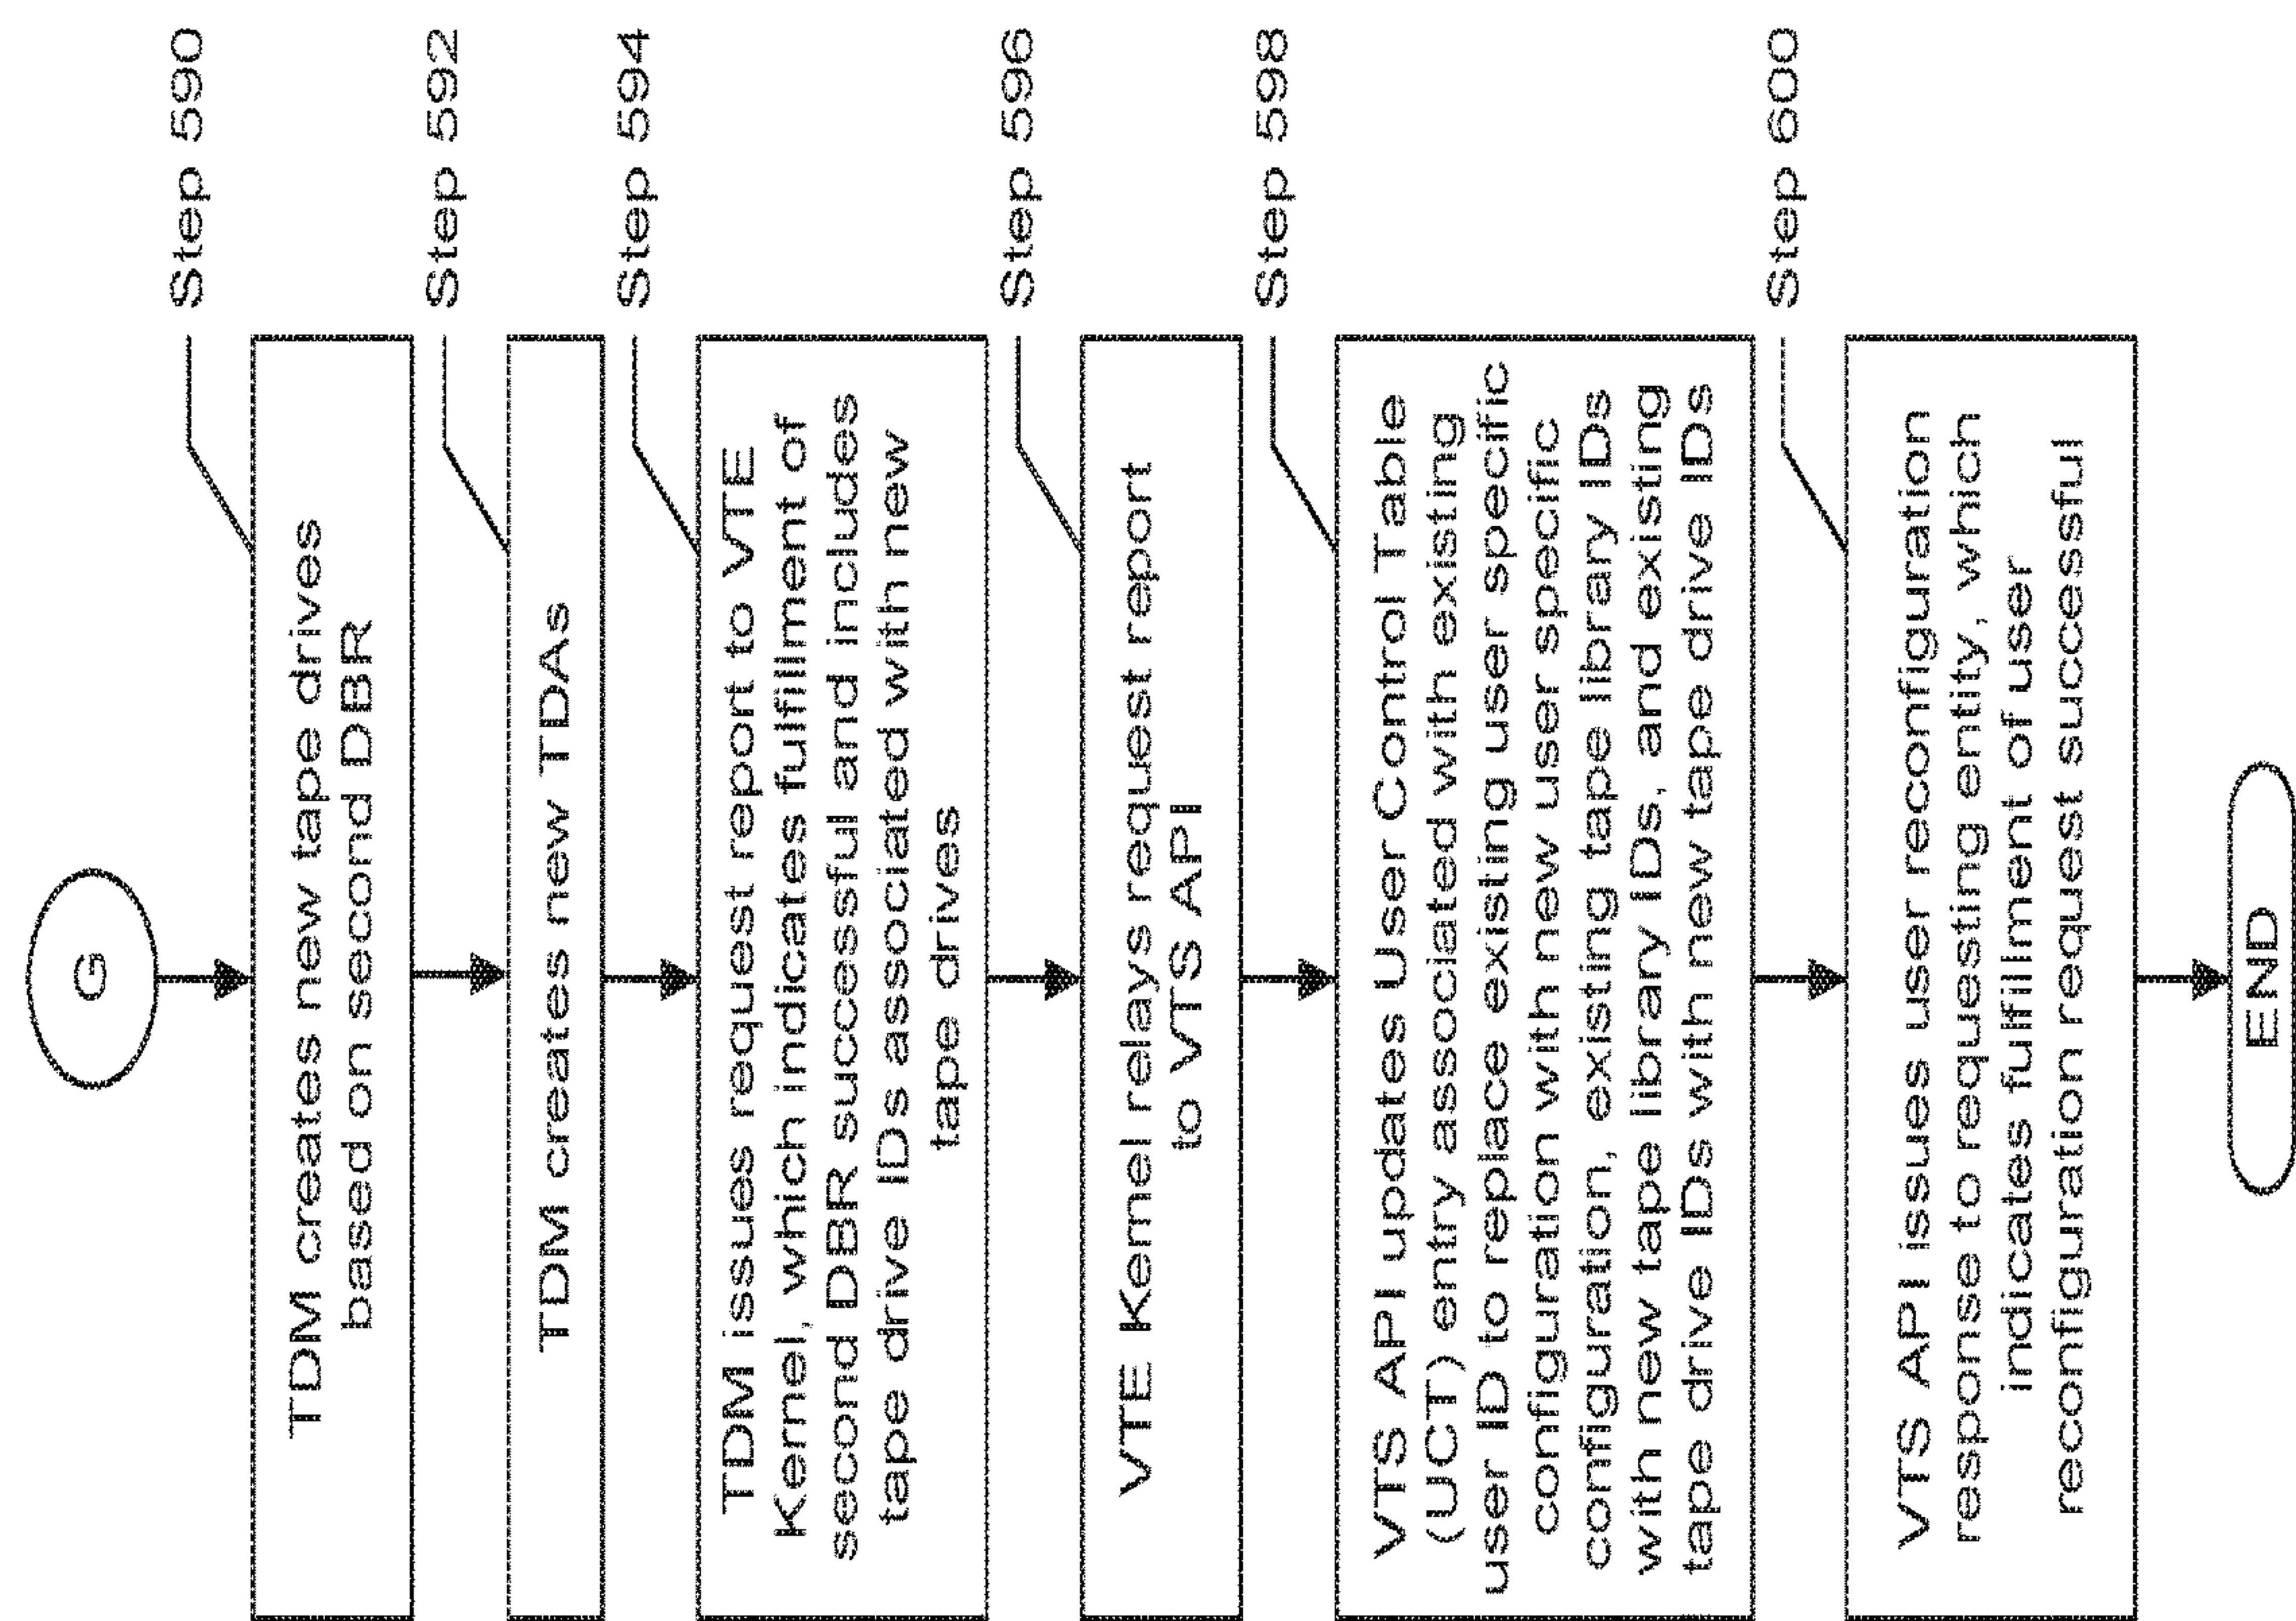 G
Step 590
TDM creates new tape drives
based on second DBR
Step 592
TDM creates new TDAs
Step 594
TDM issues request report to VTE
Kernel, which indicates fulfillment of
second DBR successful and includes
tape drive IDs associated with new
tape drives
Step 596
VTE Kernel relays request report
to VTS API
Step 598
VTS API updates User Control Table
(UCT) entry associated with existing
user ID to replace existing user specific
configuration with new user specific
configuration, existing tape library IDs
with new tape library IDs, and existing
tape drive IDs with new tape drive IDs
Step 600
VTS API issues user reconfiguration
response to requesting entity, which
indicates fulfillment of user
reconfiguration request successful
END